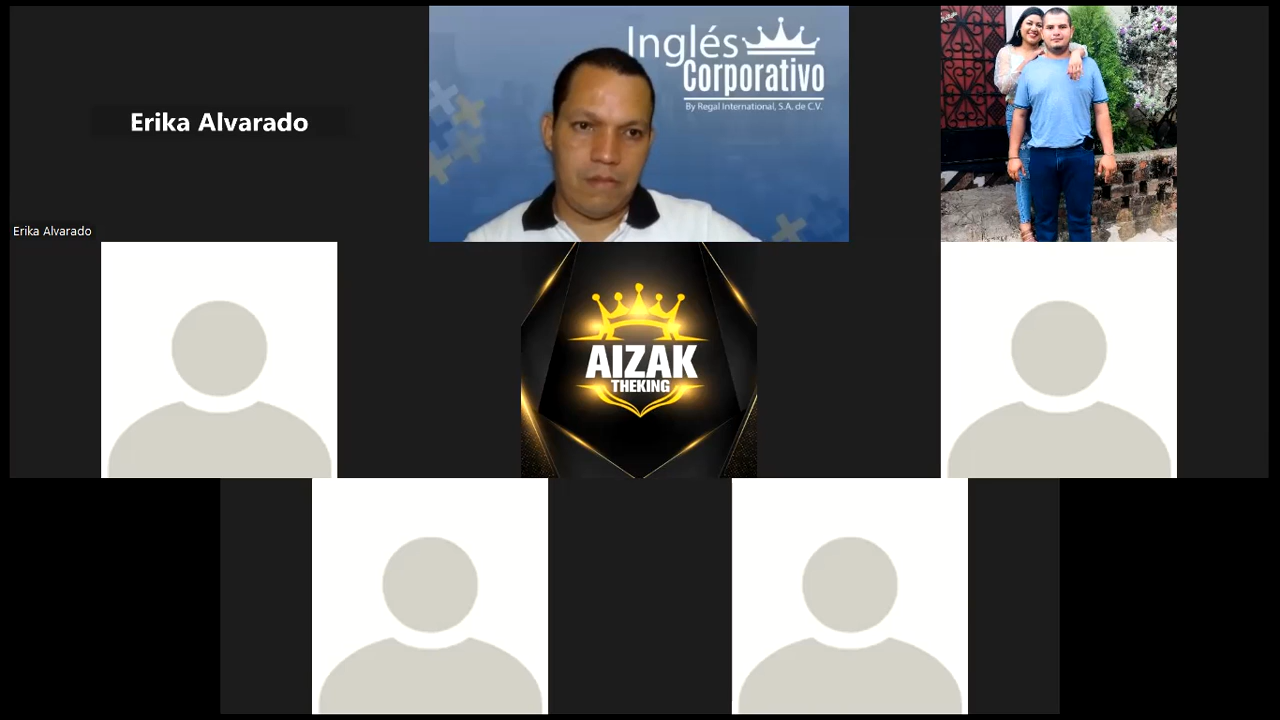 Erika Alvarado
Erika Alvarado
Inglés
Corporativo
By Regal International, S.A. de C.V.
AIZAK
THEKING